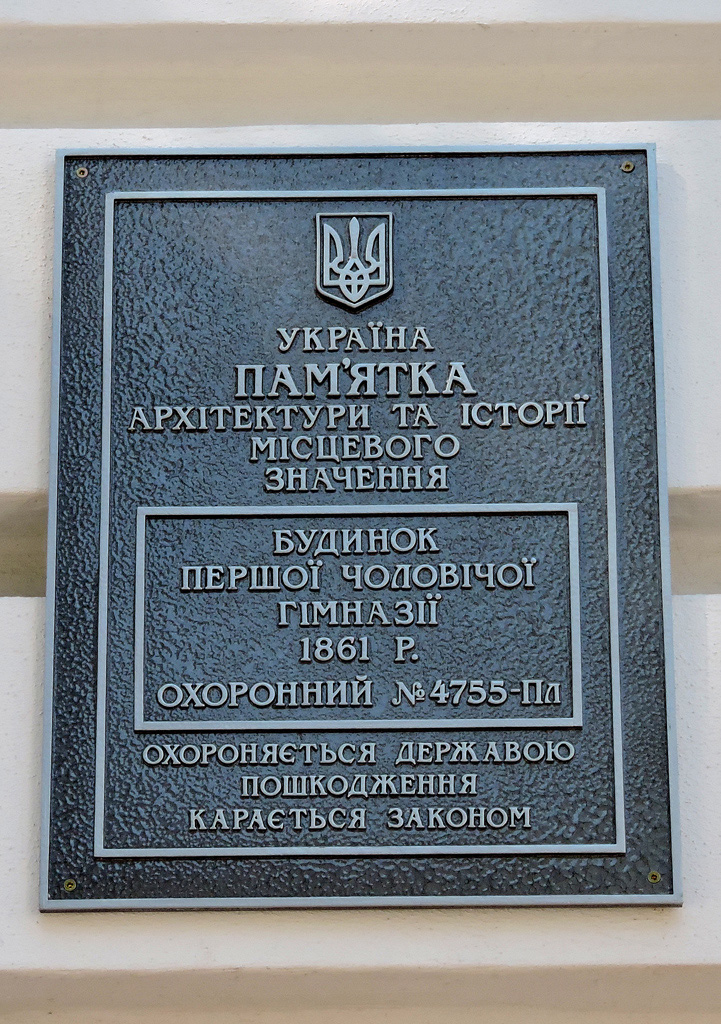 УКРАЇНА
ПАМ'ЯТКА
АРХІТЕКТУРИ ТА ІСТОРІЇ
МІСЦЕВОГО
ЗНАЧЕННЯ
БУДИНОК
ПЕРШОЇ ЧОЛОВІЧОЇ
ГІМНАЗІЇ
1861 Р.
ОХОРОННИЙ №4755-Пл
ОХОРОНЯЄТЬСЯ ДЕРЖАВОЮ
ПОШКОДЖЕННЯ
КАРАЄТЬСЯ ЗАКОНОМ